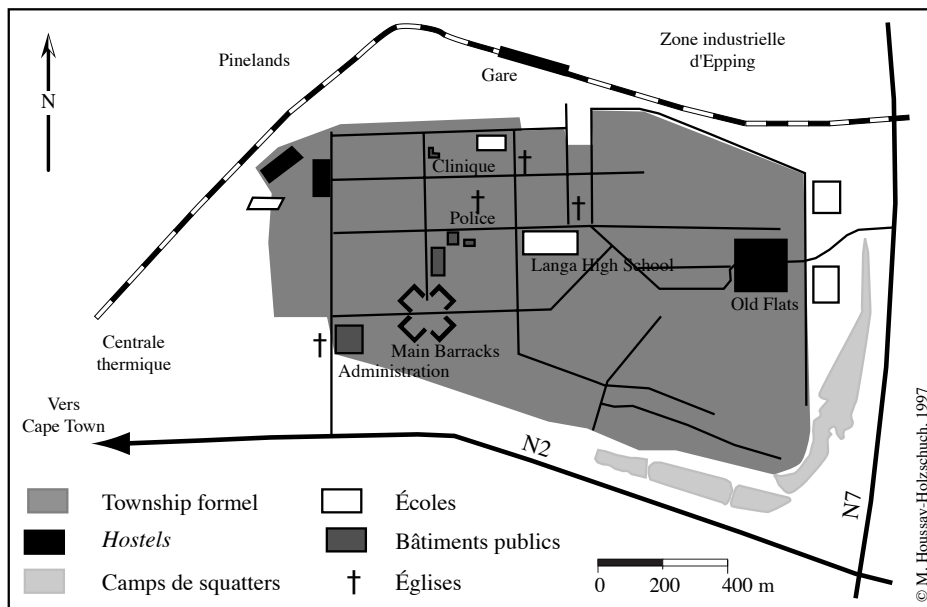 Zone industrielle
d'Epping
Pinelands
Gare
N
Clinique
Police
Langa High School
Old Flats
Main Barracks
Administration
Centrale
thermique
Vers
Cape Town
N2
N7
Township formel
Hostels
Camps de squatters
Écoles
Bâtiments publics
Églises
0 200 400 m
© M. Houssay-Holzschuch, 1997